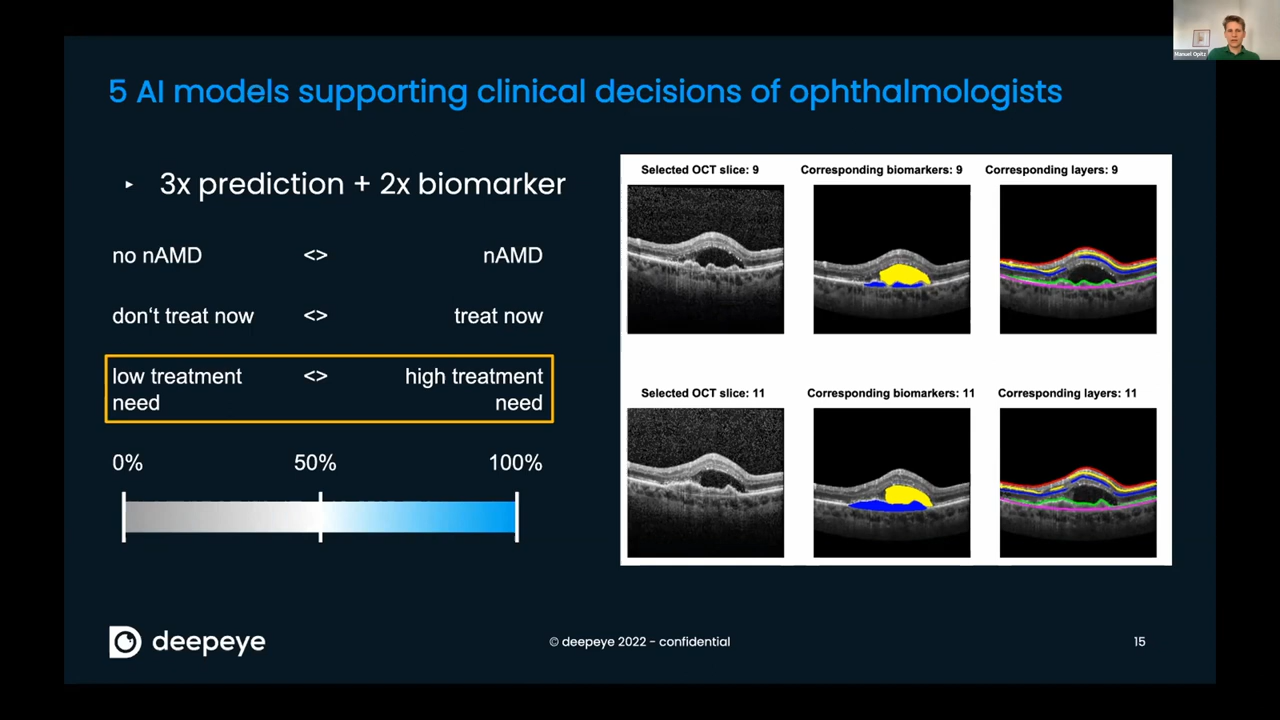 Manuel Opitz
5 AI models supporting clinical decisions of ophthalmologists
‣ 3x prediction + 2x biomarker
no nAMD <> nAMD
don‘t treat now <> treat now
low treatment need <> high treatment need
0% 50% 100%
Selected OCT slice: 9 Corresponding biomarkers: 9 Corresponding layers: 9
Selected OCT slice: 11 Corresponding biomarkers: 11 Corresponding layers: 11
deepeye
© deepeye 2022 - confidential
15